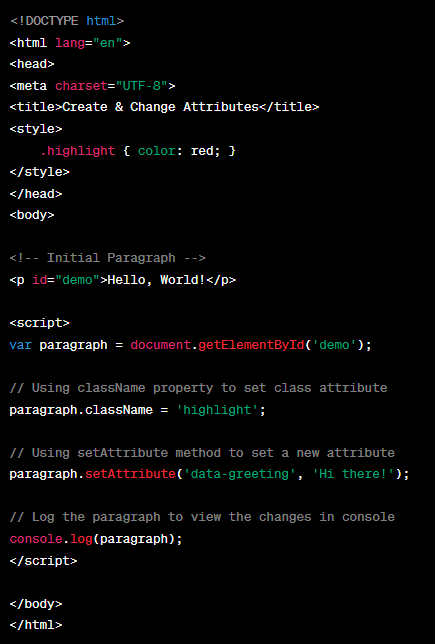 <!DOCTYPE html>
<html lang="en">
<head>
<meta charset="UTF-8">
<title>Create & Change Attributes</title>
<style>
    .highlight { color: red; }
</style>
</head>
<body>

<!-- Initial Paragraph -->
<p id="demo">Hello, World!</p>

<script>
var paragraph = document.getElementById('demo');

// Using className property to set class attribute
paragraph.className = 'highlight';

// Using setAttribute method to set a new attribute
paragraph.setAttribute('data-greeting', 'Hi there!');

// Log the paragraph to view the changes in console
console.log(paragraph);
</script>

</body>
</html>